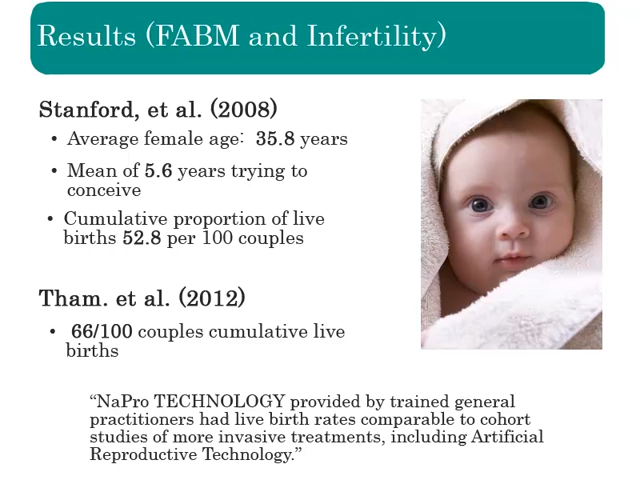 Results (FABM and Infertility)
Stanford, et al. (2008)
• Average female age: 35.8 years
• Mean of 5.6 years trying to
conceive
• Cumulative proportion of live
births 52.8 per 100 couples
Tham. et al. (2012)
• 66/100 couples cumulative live
births
“NaPro TECHNOLOGY provided by trained general
practitioners had live birth rates comparable to cohort
studies of more invasive treatments, including Artificial
Reproductive Technology.”